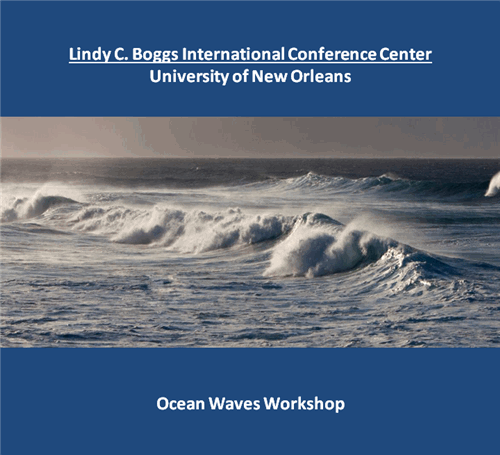 Lindy C. Boggs International Conference Center
University of New Orleans
Ocean Waves Workshop